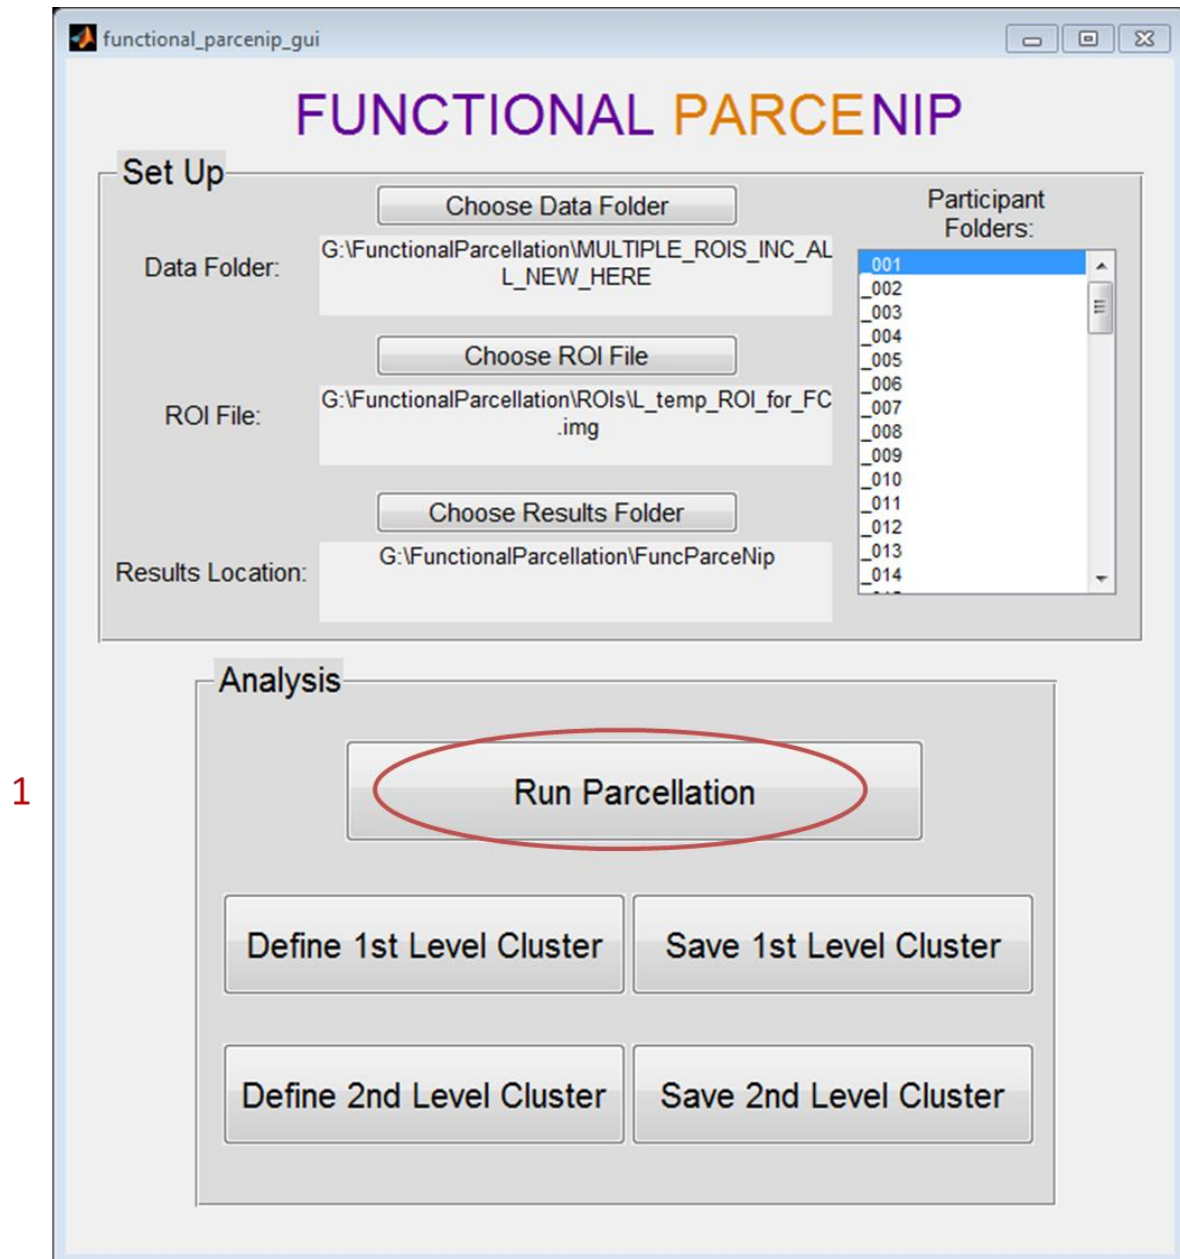 functional_parcenip_gui
FUNCTIONAL PARCENIP
Set Up
Choose Data Folder
Data Folder:
G:\FunctionalParcellation\MULTIPLE_ROIS_INC_AL
L_NEW_HERE
Choose ROI File
ROI File:
G:\FunctionalParcellation\ROIs\L_temp_ROI_for_FC
.img
Choose Results Folder
Results Location:
G:\FunctionalParcellation\FuncParceNip
Participant
Folders:
_001
_002
_003
_004
_005
_006
_007
_008
_009
_010
_011
_012
_013
_014
Analysis
1
Run Parcellation
Define 1st Level Cluster
Save 1st Level Cluster
Define 2nd Level Cluster
Save 2nd Level Cluster